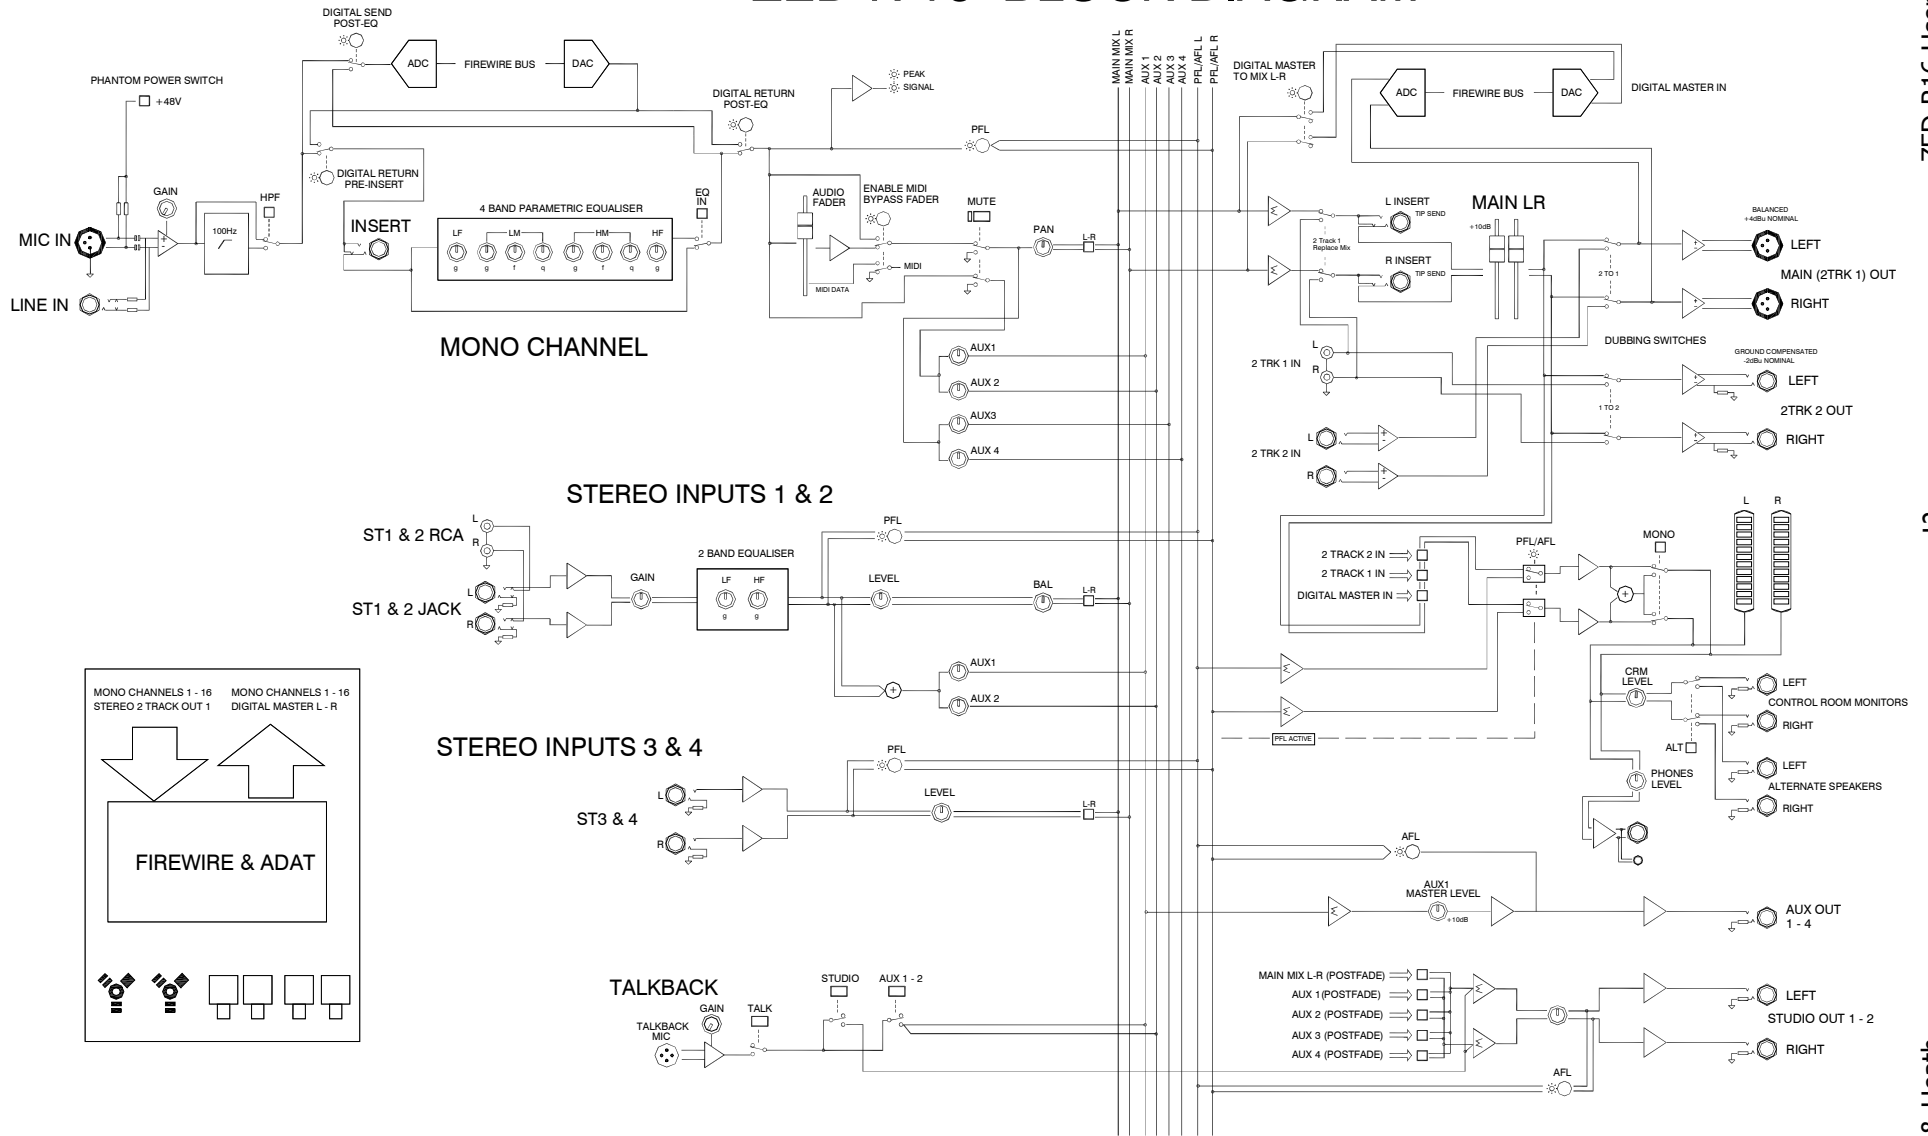 DIGITAL SEND
POST-EQ
ADC
FIREWIRE BUS
DAC
PHANTOM POWER SWITCH
+48V
PEAK
SIGNAL
DIGITAL RETURN
POST-EQ
PFL
DIGITAL RETURN
PRE-INSERT
GAIN
HPF
100Hz
MIC IN
LINE IN
INSERT
4 BAND PARAMETRIC EQUALISER
LF
LM
HM
HF
g
g
f
q
g
f
q
g
EQ
IN
AUDIO
FADER
ENABLE MIDI
BYPASS FADER
MIDI
MIDI DATA
MUTE
PAN
L-R
MONO CHANNEL
AUX1
AUX 2
AUX3
AUX 4
MAIN MIX L
MAIN MIX R
AUX 1
AUX 2
AUX 3
AUX 4
PFL/AFL L
PFL/AFL R
DIGITAL MASTER
TO MIX L-R
ADC
FIREWIRE BUS
DAC
DIGITAL MASTER IN
L INSERT
TIP SEND
2 Track 1
Replace Mix
R INSERT
TIP SEND
MAIN LR
+10dB
BALANCED
+4dBu NOMINAL
LEFT
MAIN (2TRK 1) OUT
RIGHT
2 TO 1
DUBBING SWITCHES
GROUND COMPENSATED
-2dBu NOMINAL
LEFT
2TRK 2 OUT
RIGHT
1 TO 2
2 TRK 1 IN
L
R
2 TRK 2 IN
L
R
STEREO INPUTS 1 & 2
ST1 & 2 RCA
L
R
ST1 & 2 JACK
L
R
GAIN
2 BAND EQUALISER
LF
HF
g
g
PFL
LEVEL
BAL
L-R
AUX1
AUX 2
2 TRACK 2 IN
2 TRACK 1 IN
DIGITAL MASTER IN
PFL/AFL
MONO
L
R
PFL ACTIVE
CRM
LEVEL
LEFT
CONTROL ROOM MONITORS
RIGHT
ALT
LEFT
ALTERNATE SPEAKERS
RIGHT
PHONES
LEVEL
MONO CHANNELS 1 - 16
STEREO 2 TRACK OUT 1
MONO CHANNELS 1 - 16
DIGITAL MASTER L - R
FIREWIRE & ADAT
STEREO INPUTS 3 & 4
ST3 & 4
L
R
PFL
LEVEL
L-R
AFL
AUX1
MASTER LEVEL
+10dB
AUX OUT
1 - 4
TALKBACK
TALKBACK
MIC
GAIN
TALK
STUDIO
AUX 1 - 2
MAIN MIX L-R (POSTFADE)
AUX 1(POSTFADE)
AUX 2 (POSTFADE)
AUX 3 (POSTFADE)
AUX 4 (POSTFADE)
LEFT
STUDIO OUT 1 - 2
RIGHT
AFL